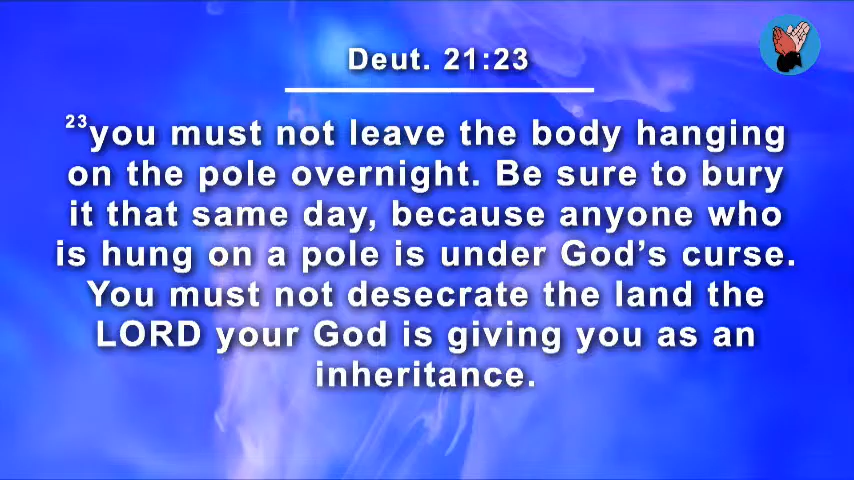 Deut. 21:23
23you must not leave the body hanging
on the pole overnight. Be sure to bury
it that same day, because anyone who
is hung on a pole is under God's curse.
You must not desecrate the land the
LORD your God is giving you as an
inheritance.